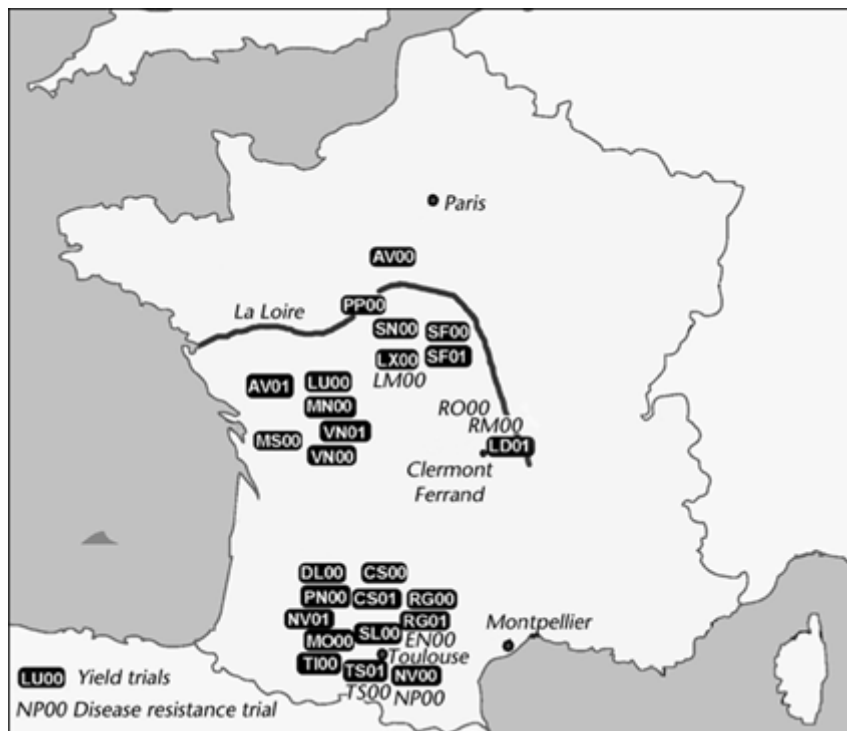 Paris
AV00
La Loire
PP00
SN00
SF00
LX00
SF01
LM00
AV01
LU00
MN00
RO00
RM00
VN01
MS00
LD01
VN00
Clermont
Ferrand
DL00
CS00
PN00
CS01
RG00
NV01
RG01
Montpellier
MO00
SL00
EN00
Toulouse
TI00
TS01
NV00
TS00
NP00
LU00 Yield trials
NP00 Disease resistance trial